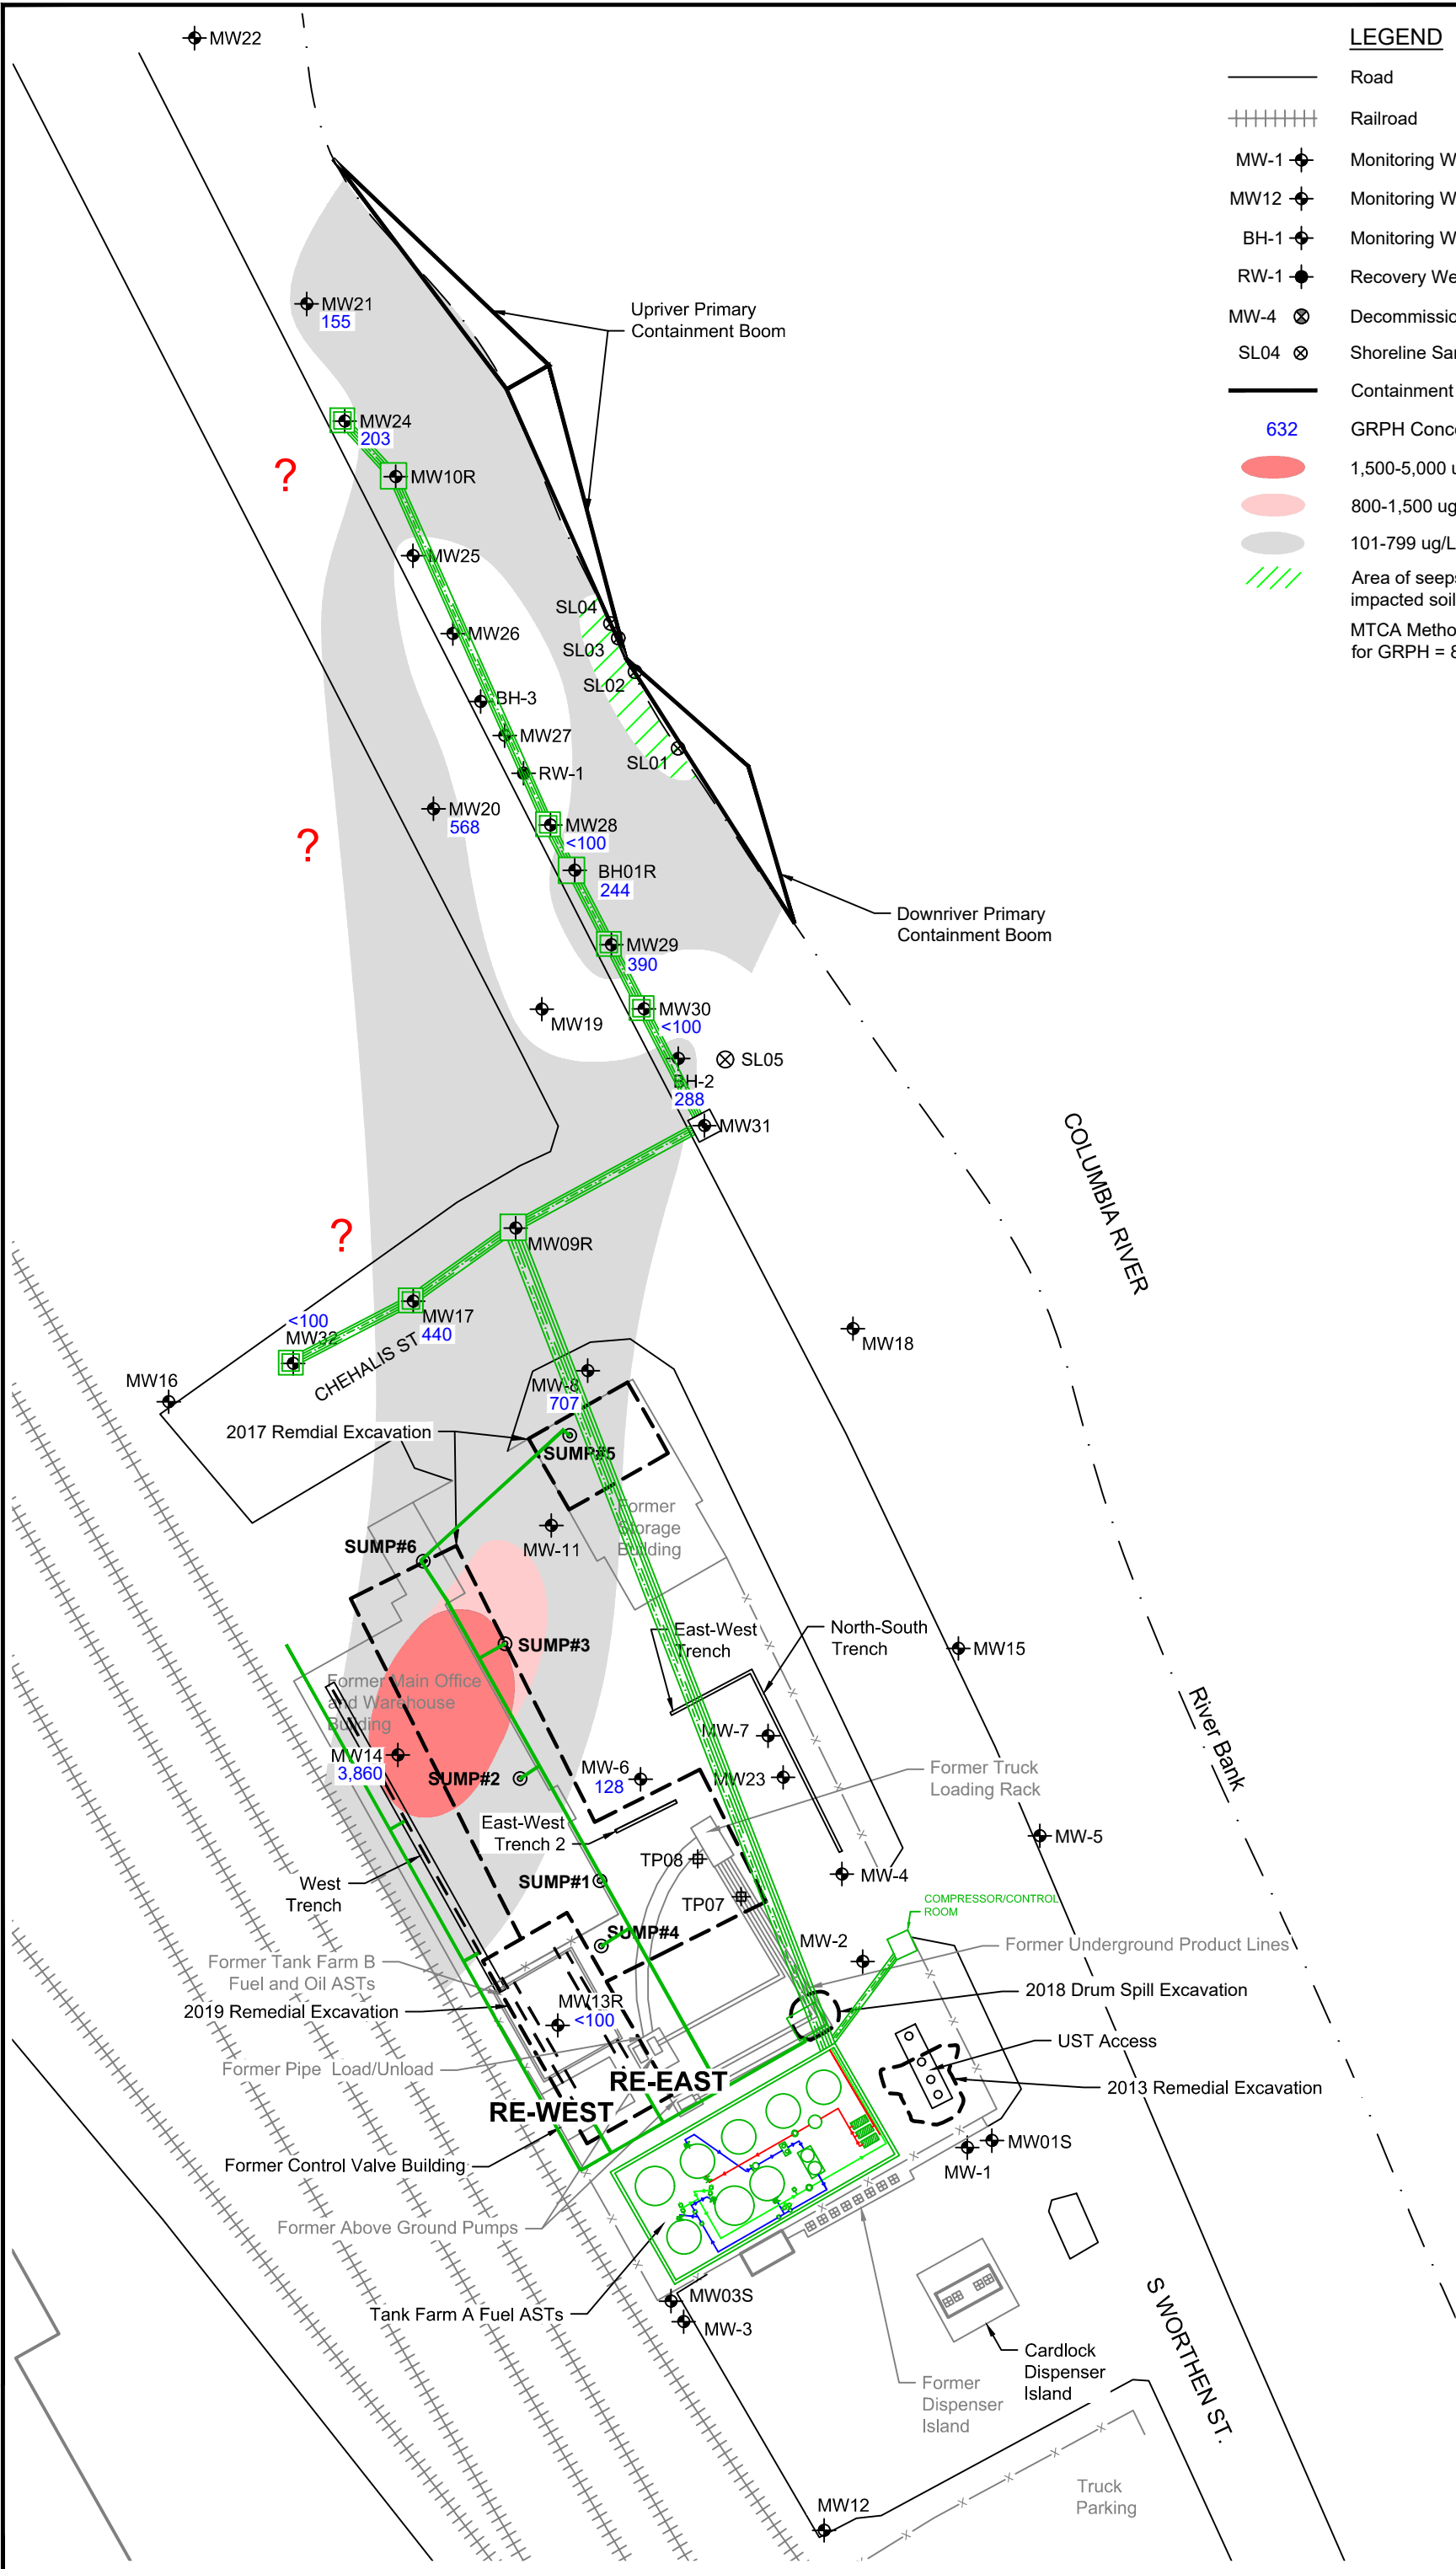 MW22
LEGEND
Road
Railroad
MW-1 Monitoring W
MW12 Monitoring W
BH-1 Monitoring W
RW-1 Recovery We
MW-4 Decommissio
SL04 Shoreline Sar
Containment
632 GRPH Conce
1,500-5,000 u
800-1,500 ug
101-799 ug/L
Area of seeps
impacted soil
MTCA Metho
for GRPH = 8
MW21
155
Upriver Primary
Containment Boom
MW24
203
?
MW10R
MW25
SL04
MW26
SL03
SL02
BH-3
MW27
SL01
RW-1
MW20
568
?
MW28
<100
BH01R
244
Downriver Primary
Containment Boom
MW29
390
MW30
<100
MW19
SL05
BH-2
288
MW31
COLUMBIA RIVER
?
MW09R
MW17
440
<100
MW32
CHEHALIS ST
MW18
MW16
MW-8
707
2017 Remdial Excavation
SUMP#5
Former
Storage
Building
SUMP#6
MW-11
East-West
Trench
North-South
Trench
SUMP#3
MW15
Former Main Office
and Warehouse
Building
River Bank
MW-7
MW14
3,860
SUMP#2
MW-6
128
MW23
Former Truck
Loading Rack
East-West
Trench 2
MW-5
TP08
West
Trench
SUMP#1
MW-4
TP07
COMPRESSOR/CONTROL
ROOM
SUMP#4
MW-2
Former Underground Product Lines
Former Tank Farm B
Fuel and Oil ASTs
2018 Drum Spill Excavation
2019 Remedial Excavation
MW13R
<100
UST Access
Former Pipe Load/Unload
RE-EAST
2013 Remedial Excavation
RE-WEST
MW01S
MW-1
Former Control Valve Building
Former Above Ground Pumps
MW03S
Tank Farm A Fuel ASTs
MW-3
S WORTHEN ST.
Cardlock
Dispenser
Island
Former
Dispenser
Island
Truck
Parking
MW12